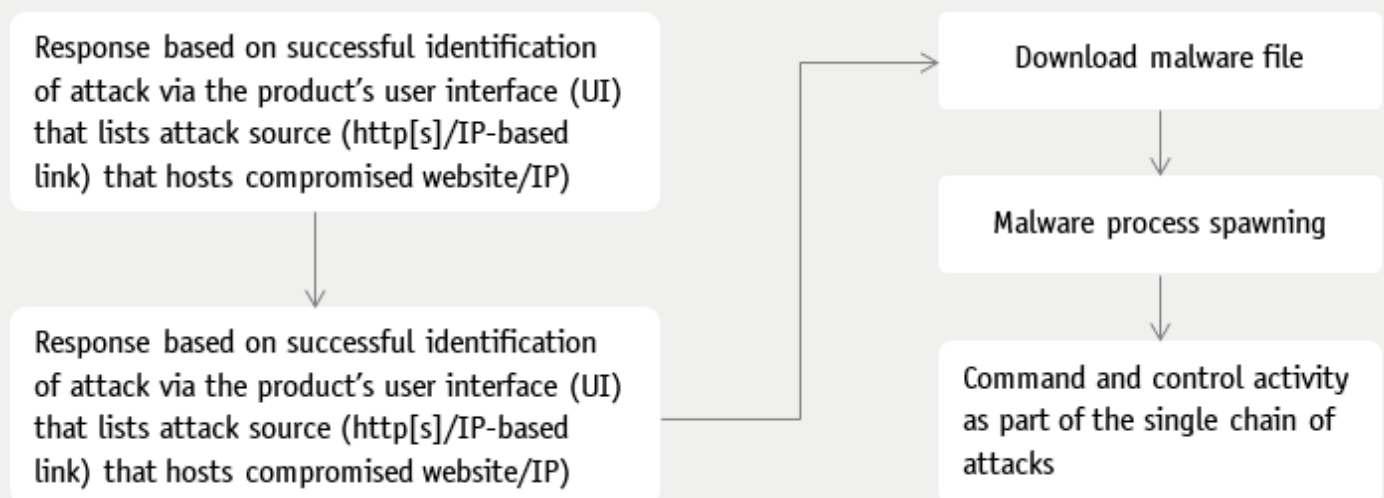 Response based on successful identification
of attack via the product's user interface (UI)
that lists attack source (http[s]/IP-based
link) that hosts compromised website/IP)
Response based on successful identification
of attack via the product's user interface (UI)
that lists attack source (http[s]/IP-based
link) that hosts compromised website/IP)
Download malware file
Malware process spawning
Command and control activity
as part of the single chain of
attacks